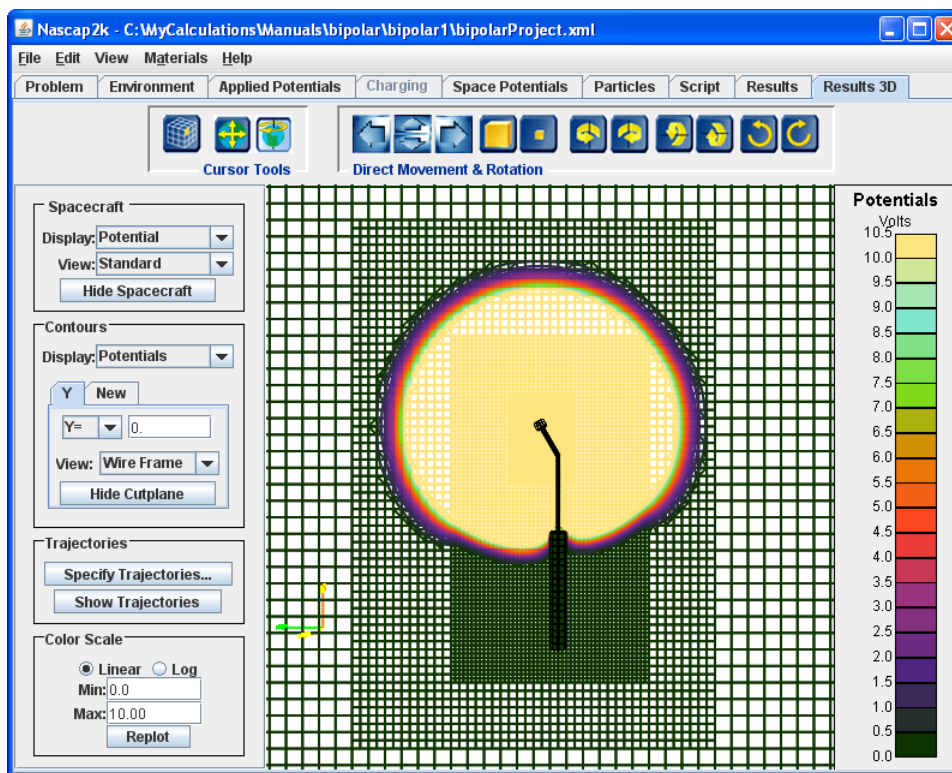 Nascap2k - C:\MyCalculations\Manuals\bipolar\bipolar1\bipolarProject.xml
File Edit View Materials Help
Problem Environment Applied Potentials Charging Space Potentials Particles Script Results Results 3D
Cursor Tools
Direct Movement & Rotation
Spacecraft
Display: Potential
View: Standard
Hide Spacecraft
Contours
Display: Potentials
Y New
Y= 0.
View: Wire Frame
Hide Cutplane
Trajectories
Specify Trajectories...
Show Trajectories
Color Scale
Linear Log
Min: 0.0
Max: 10.00
Replot
Potentials
Volts
10.5
10.0
9.5
9.0
8.5
8.0
7.5
7.0
6.5
6.0
5.5
5.0
4.5
4.0
3.5
3.0
2.5
2.0
1.5
1.0
0.5
0.0